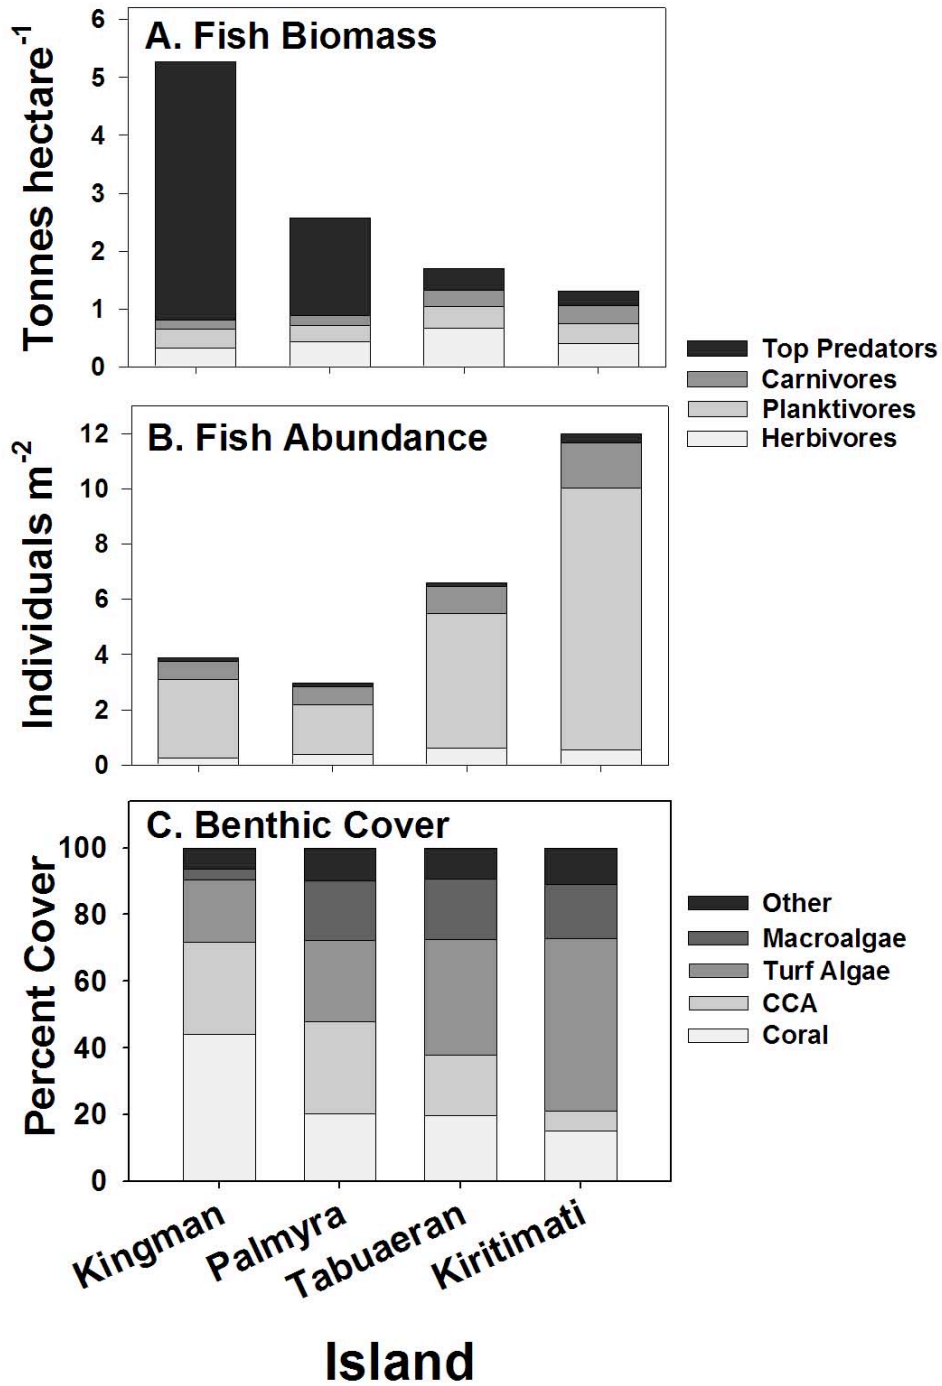 A. Fish Biomass
Tonnes hectare-1
6
5
4
3
2
1
0
Top Predators
Carnivores
Planktivores
Herbivores
B. Fish Abundance
Individuals m-2
12
10
8
6
4
2
0
C. Benthic Cover
Percent Cover
100
80
60
40
20
0
Other
Macroalgae
Turf Algae
CCA
Coral
Kingman
Palmyra
Tabuaeran
Kiritimati
Island